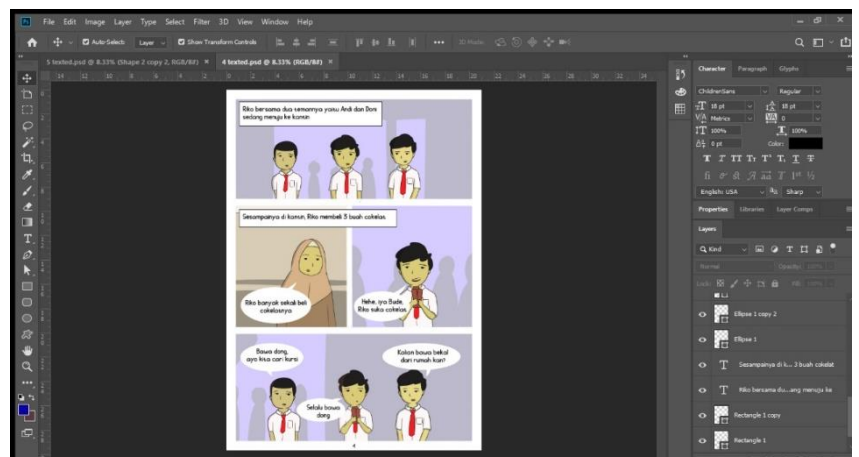 File Edit Image Layer Type Select Filter 3D View Window Help
Auto-Select: Layer Show Transform Controls 3D Mode:
5 texted.psd @ 8.33% (Shape 2 copy 2, RGB/8#) × 4 texted.psd @ 8.33% (RGB/8#) ×
Character Paragraph Glyphs
ChildrenSans Regular
18 pt 18 pt
Metrics 0
100% 100%
0 pt Color:
English: USA Sharp
Properties Libraries Layer Comps
Layers
Kind
Normal Opacity:
Lock: Fill:
Ellipse 1 copy 2
Ellipse 1
Sesampainya di k... 3 buah cokelat
Riko bersama du...ang menuju ke
Rectangle 1 copy
Rectangle 1
Riko bersama dua temannya yaitu Andi dan Doni
sedang menuju ke kantin
Sesampainya di kantin, Riko membeli 3 buah cokelat.
Riko banyak sekali beli
cokelatnya
Hehe, iya Bude,
Riko suka cokelat.
Bawa dong,
ayo kita cari kursi
Selalu bawa
dong
Kalian bawa bekal
dari rumah kan?
4